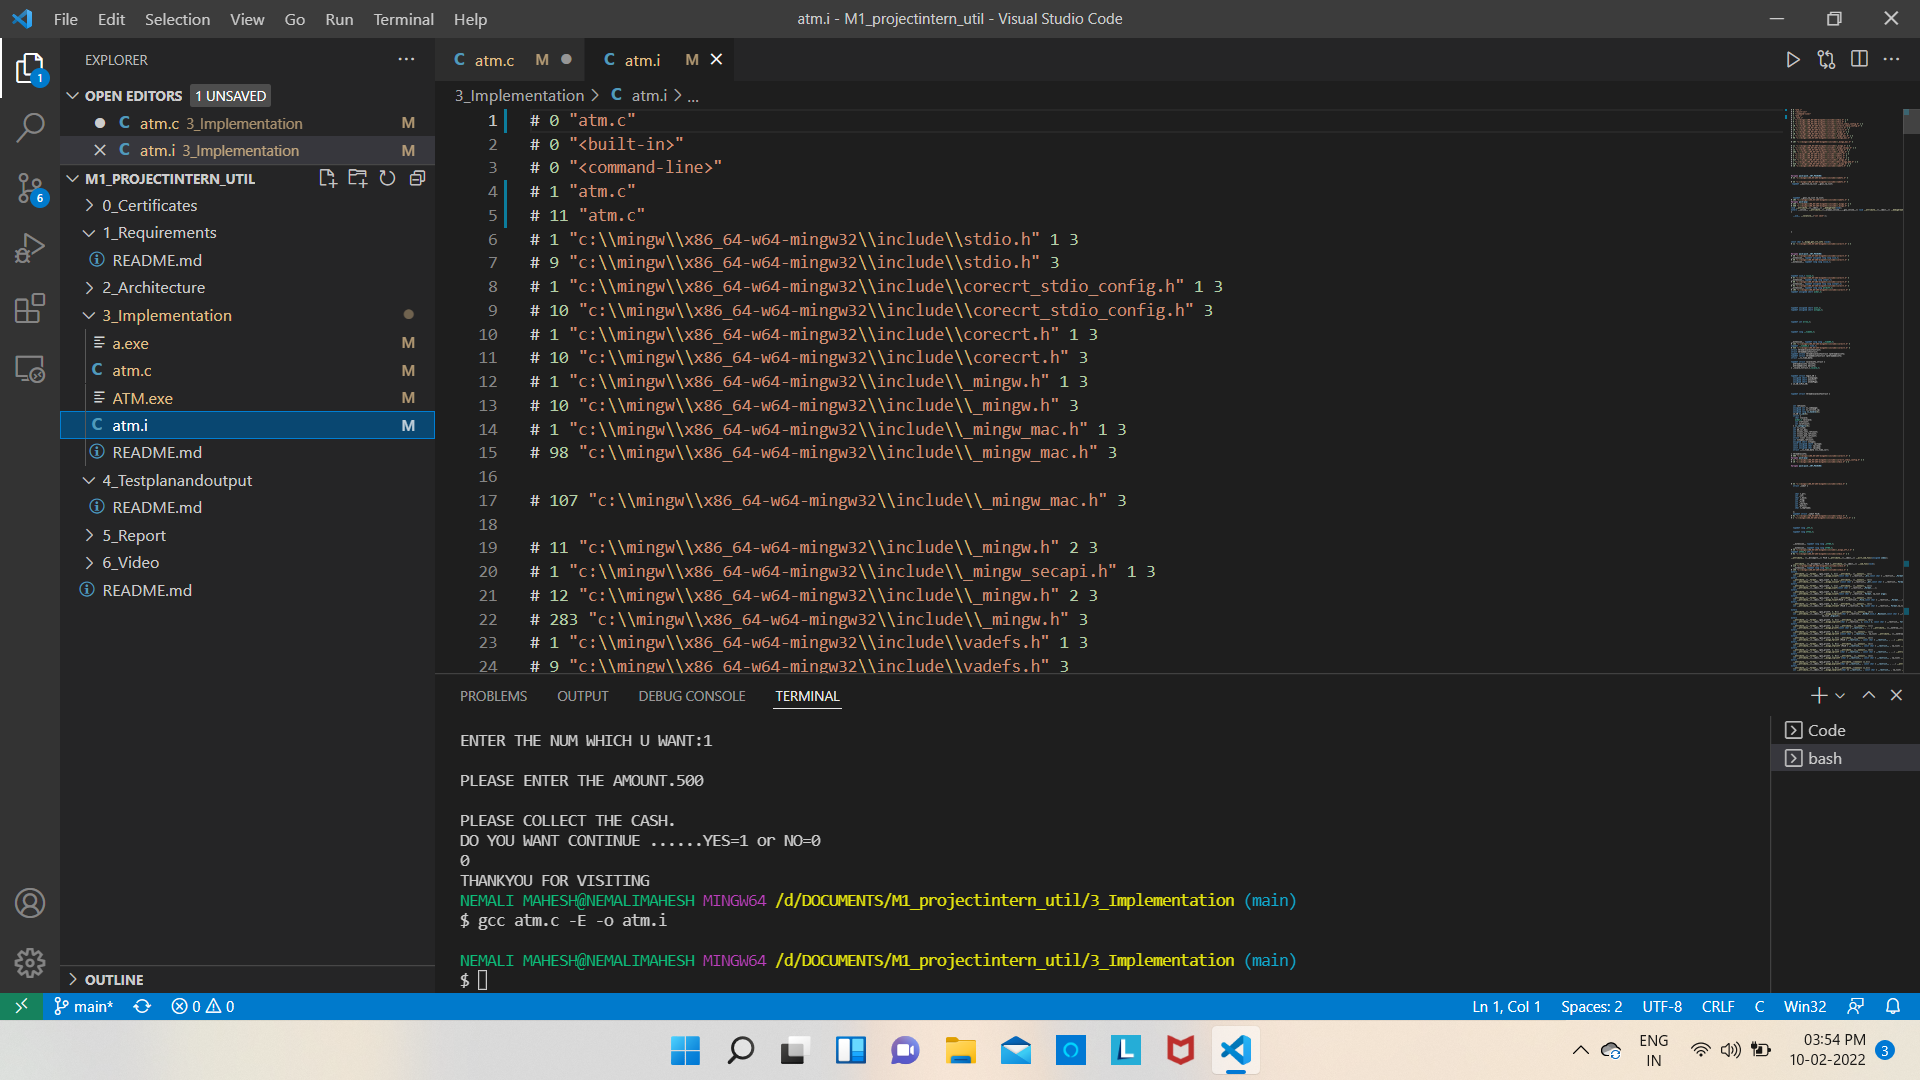 File Edit Selection View Go Run Terminal Help
atm.i - M1_projectintern_util - Visual Studio Code
EXPLORER
OPEN EDITORS 1 UNSAVED
atm.c 3_Implementation M
atm.i 3_Implementation M
M1_PROJECTINTERN_UTIL
0_Certificates
1_Requirements
README.md
2_Architecture
3_Implementation
a.exe M
atm.c M
ATM.exe M
atm.i M
README.md
4_Testplanandoutput
README.md
5_Report
6_Video
README.md
OUTLINE
1
6
atm.c M atm.i M
3_Implementation > C atm.i > ...
1 # 0 "atm.c"
2 # 0 "<built-in>"
3 # 0 "<command-line>"
4 # 1 "atm.c"
5 # 11 "atm.c"
6 # 1 "c:\\mingw\\x86_64-w64-mingw32\\include\\stdio.h" 1 3
7 # 9 "c:\\mingw\\x86_64-w64-mingw32\\include\\stdio.h" 3
8 # 1 "c:\\mingw\\x86_64-w64-mingw32\\include\\corecrt_stdio_config.h" 1 3
9 # 10 "c:\\mingw\\x86_64-w64-mingw32\\include\\corecrt_stdio_config.h" 3
10 # 1 "c:\\mingw\\x86_64-w64-mingw32\\include\\corecrt.h" 1 3
11 # 10 "c:\\mingw\\x86_64-w64-mingw32\\include\\corecrt.h" 3
12 # 1 "c:\\mingw\\x86_64-w64-mingw32\\include\\_mingw.h" 1 3
13 # 10 "c:\\mingw\\x86_64-w64-mingw32\\include\\_mingw.h" 3
14 # 1 "c:\\mingw\\x86_64-w64-mingw32\\include\\_mingw_mac.h" 1 3
15 # 98 "c:\\mingw\\x86_64-w64-mingw32\\include\\_mingw_mac.h" 3
16
17 # 107 "c:\\mingw\\x86_64-w64-mingw32\\include\\_mingw_mac.h" 3
18
19 # 11 "c:\\mingw\\x86_64-w64-mingw32\\include\\_mingw.h" 2 3
20 # 1 "c:\\mingw\\x86_64-w64-mingw32\\include\\_mingw_secapi.h" 1 3
21 # 12 "c:\\mingw\\x86_64-w64-mingw32\\include\\_mingw.h" 2 3
22 # 283 "c:\\mingw\\x86_64-w64-mingw32\\include\\_mingw.h" 3
23 # 1 "c:\\mingw\\x86_64-w64-mingw32\\include\\vadefs.h" 1 3
24 # 9 "c:\\mingw\\x86_64-w64-mingw32\\include\\vadefs.h" 3
PROBLEMS OUTPUT DEBUG CONSOLE TERMINAL
ENTER THE NUM WHICH U WANT:1
PLEASE ENTER THE AMOUNT.500
PLEASE COLLECT THE CASH.
DO YOU WANT CONTINUE ......YES=1 or NO=0
0
THANKYOU FOR VISITING
NEMALI MAHESH@NEMALIMAHESH MINGW64 /d/DOCUMENTS/M1_projectintern_util/3_Implementation (main)
$ gcc atm.c -E -o atm.i
NEMALI MAHESH@NEMALIMAHESH MINGW64 /d/DOCUMENTS/M1_projectintern_util/3_Implementation (main)
$
Code
bash
main* 0 0 Ln 1, Col 1 Spaces: 2 UTF-8 CRLF C Win32
ENG
IN
03:54 PM
10-02-2022
3